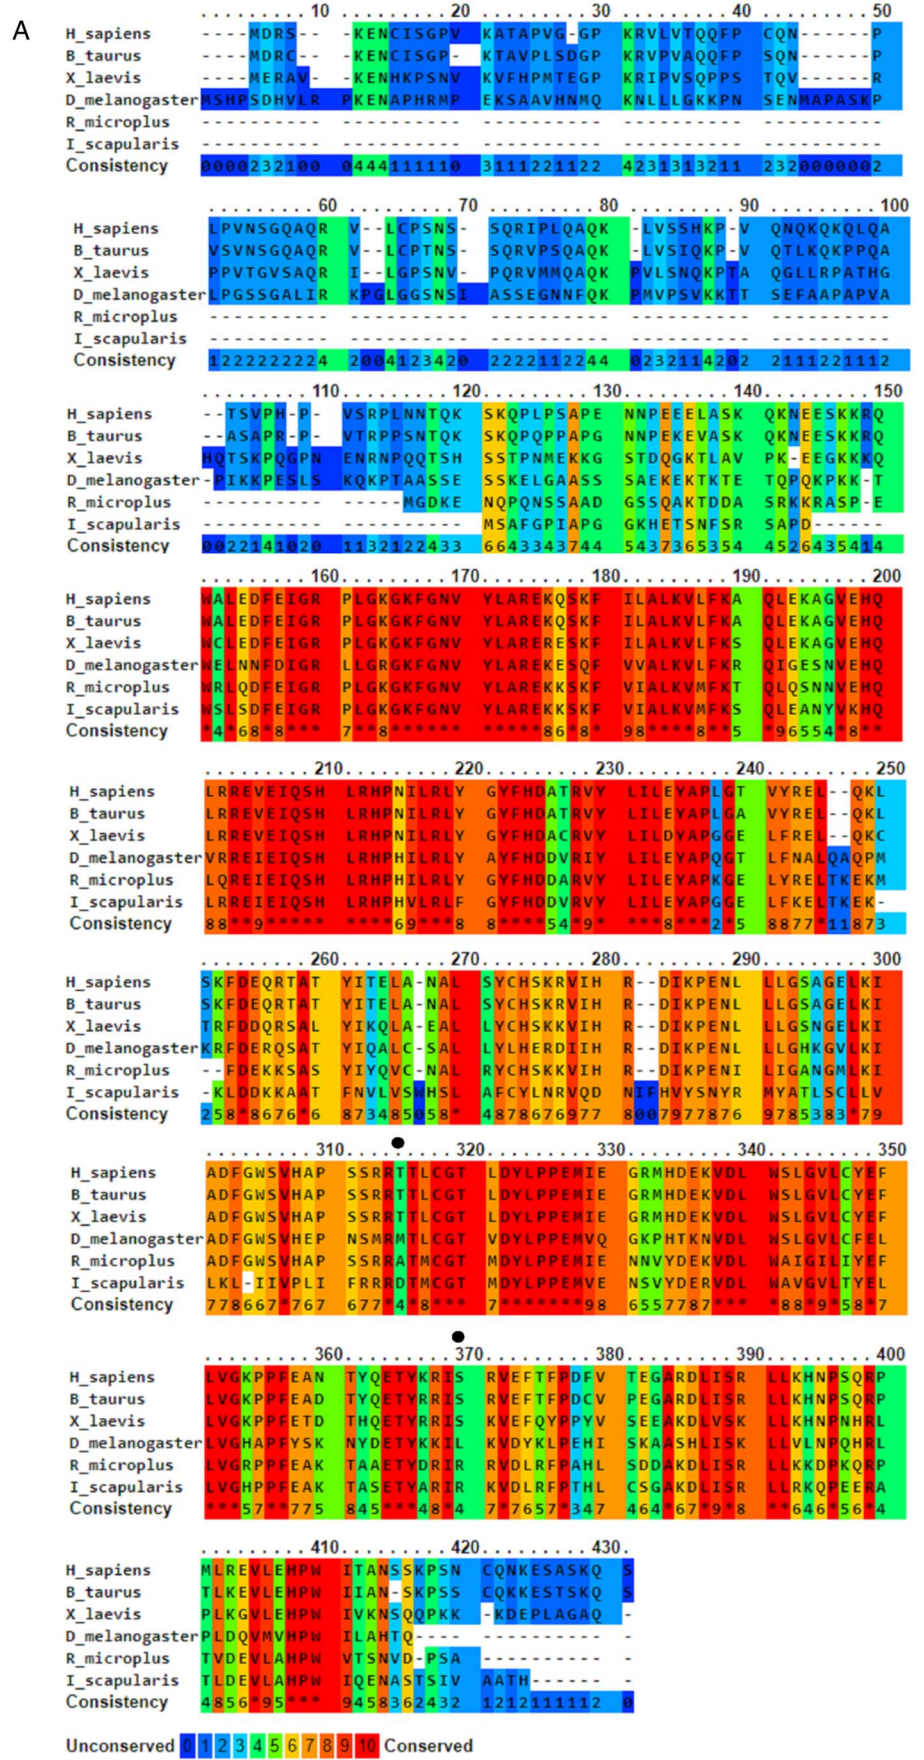 A
. . . . . . . . 10 . . . . . . . . 20 . . . . . . . . 30 . . . . . . . . 40 . . . . . . . . 50
H_sapiens ----MDRS-- -KENCISGPV KATAPVG-GP KRVLVTQQFP CQN------P
B_taurus ----MDRC-- -KENCISGP- KTAVPLSDGP KRVPVAQQFP CQN------P
X_laevis ----MERAV- -KENHKPSNV KVFHPMTEGP KRIPVSQPPS TQV------R
D_melanogaster MSHPSDHVLR PKENAPHRMP EKSAAVHNMQ KNLLLGKKPN SENMAPASKP
R_microplus ---------- ---------- ---------- ---------- ----------
I_scapularis ---------- ---------- ---------- ---------- ----------
Consistency 0000232100 0444111110 3111221122 4231313211 2320000002
. . . . . . . . 60 . . . . . . . . 70 . . . . . . . . 80 . . . . . . . . 90 . . . . . . . . 100
H_sapiens LPVNSGQAQR V--LCPSNS- SQRIPLQAQK -LVSSHKP-V QNQKQKQLQA
B_taurus VSVNSGQAQR V--LCPTNS- SQRVPSQAQK -LVSIQKP-V QTLKQKPPQA
X_laevis PPVTGVSAQR I--LGPSNV- PQRVMMQAQK PVLSNQKPTA QGLLRPATHG
D_melanogaster LPGSSGALIR KPGLGGSNSI ASSEGNNFQK PMVPSVKKTT SEFAAPAPVA
R_microplus ---------- ---------- ---------- ---------- ----------
I_scapularis ---------- ---------- ---------- ---------- ----------
Consistency 1222222224 2004123420 2222112244 0232114202 2111221112
. . . . . . . . 110 . . . . . . . . 120 . . . . . . . . 130 . . . . . . . . 140 . . . . . . . . 150
H_sapiens --TSVPH-P- VSRPLNNTQK SKQPLPSAPE NNPEEELASK QKNEESKKRQ
B_taurus --ASAPR-P- VTRPPSNTQK SKQPQPPAPG NNPEKEVASK QKNEESKKRQ
X_laevis HQTSKPQGPN ENRNPQQTSH SSTPNMEKKG STDQGKTLAV PK-EEGKKKQ
D_melanogaster -PIKKPESLS KQKPTAASSE SSKELGAASS SAEKEKTKTE TQPQKPKK-T
R_microplus ---------- -----MGDKE NQPQNSSAAD GSSQAKTDDA SRKKRASP-E
I_scapularis ---------- ---------- MSAFGPIAPG GKHETSNFSR SAPD------
Consistency 0022141020 1132122433 6643343744 5437365354 4526435414
. . . . . . . . 160 . . . . . . . . 170 . . . . . . . . 180 . . . . . . . . 190 . . . . . . . . 200
H_sapiens WALEDFEIGR PLGKGKFGNV YLAREKQSKF ILALKVLFKA QLEKAGVEHQ
B_taurus WALEDFEIGR PLGKGKFGNV YLAREKQSKF ILALKVLFKA QLEKAGVEHQ
X_laevis WCLEDFEIGR PLGKGKFGNV YLARERESKF ILALKVLFKS QLEKAGVEHQ
D_melanogaster WELNNFDIGR LLGRGKFGNV YLAREKESQF VVALKVLFKR QIGESNVEHQ
R_microplus WRLQDFEIGR PLGKGKFGNV YLAREKKSKF VIALKVMFKT QLQSNNVEHQ
I_scapularis WSLSDFEIGR PLGKGKFGNV YLAREKKSKF VIALKVMFKS QLEANYVKHQ
Consistency *4*68*8*** 7**8****** ******86*8* 98****8**5 *96554*8**
. . . . . . . . 210 . . . . . . . . 220 . . . . . . . . 230 . . . . . . . . 240 . . . . . . . . 250
H_sapiens LRREVEIQSH LRHPNILRLY GYFHDATRVY LILEYAPLGT VYREL--QKL
B_taurus LRREVEIQSH LRHPNILRLY GYFHDATRVY LILEYAPLGA VYREL--QKL
X_laevis LRREVEIQSH LRHPNILRLY GYFHDACRVY LILDYAPGGE LFREL--QKC
D_melanogaster VRREIEIQSH LRHPHILRLY AYFHDDVRIY LILEYAPQGT LFNALQAQPM
R_microplus LQREIEIQSH LRHPHILRLY GYFHDDARVY LILEYAPKGE LYRELTKEKM
I_scapularis LRREIEIQSH LRHPHVLRLF GYFHDDVRVY LILEYAPGGE LFKELTKEK-
Consistency 88**9***** ****69***8 8****54*9* ***8***2*5 8877*11873
. . . . . . . . 260 . . . . . . . . 270 . . . . . . . . 280 . . . . . . . . 290 . . . . . . . . 300
H_sapiens SKFDEQRTAT YITELA-NAL SYCHSKRVIH R--DIKPENL LLGSAGELKI
B_taurus SKFDEQRTAT YITELA-NAL SYCHSKRVIH R--DIKPENL LLGSAGELKI
X_laevis TRFDDQRSAL YIKQLA-EAL LYCHSKKVIH R--DIKPENL LLGSNGELKI
D_melanogaster KRFDERQSAT YIQALC-SAL LYLHERDIIH R--DIKPENL LLGHKGVLKI
R_microplus --FDEKKSAS YIYQVC-NAL RYCHSKKVIH R--DIKPENI LIGANGMLKI
I_scapularis -KLDDKKAAT FNVLVSWHSL AFCYLNRVQD NIFHVYSNYR MYATLSCLLV
Consistency 258*8676*6 873485058* 4878676977 8007977876 9785383*79
. . . . . . . . 310 . . . . . . . . 320 . . . . . . . . 330 . . . . . . . . 340 . . . . . . . . 350
H_sapiens ADFGWSVHAP SSRRTTLCGT LDYLPPEMIE GRMHDEKVDL WSLGVLCYEF
B_taurus ADFGWSVHAP SSRRTTLCGT LDYLPPEMIE GRMHDEKVDL WSLGVLCYEF
X_laevis ADFGWSVHAP SSRRTTLCGT LDYLPPEMIE GRMHDEKVDL WSLGVLCYEF
D_melanogaster ADFGWSVHEP NSMRMTLCGT VDYLPPEMVQ GKPHTKNVDL WSLGVLCFEL
R_microplus ADFGWSVHAP SSRRATMCGT MDYLPPEMIE NNVYDEKVDL WAIGILIYEF
I_scapularis LKL-IIVPLI FRRRDTMCGT MDYLPPEMVE NSVYDERVDL WAVGVLTYEL
Consistency 778667*767 677*4*8*** 7*******98 6557787*** *88*9*58*7
. . . . . . . . 360 . . . . . . . . 370 . . . . . . . . 380 . . . . . . . . 390 . . . . . . . . 400
H_sapiens LVGKPPFEAN TYQETYKRIS RVEFTFPDFV TEGARDLISR LLKHNPSQRP
B_taurus LVGKPPFEAD TYQETYRRIS RVEFTFPDCV PEGARDLISR LLKHNPSQRP
X_laevis LVGKPPFETD THQETYRRIS KVEFQYPPYV SEEAKDLVSK LLKHNPNHRL
D_melanogaster LVGHAPFYSK NYDETYKKIL KVDYKLPEHI SKAASHLISK LLVLNPQHRL
R_microplus LVGRPPFEAK TAAETYDRIR RVDLRFPAHL SDDAKDLISR LLKKDPKQRP
I_scapularis LVGHPPFEAK TASETYARIR KVDLRFPTHL CSGAKDLISR LLRKQPEERA
Consistency ***57**775 845***48*4 7*7657*347 464*67*9*8 **646*56*4
. . . . . . . . 410 . . . . . . . . 420 . . . . . . . . 430 .
H_sapiens MLREVLEHPW ITANSSKPSN CQNKESASKQ S
B_taurus TLKEVLEHPW IIAN-SKPSS CQKKESTSKQ S
X_laevis PLKGVLEHPW IVKNSQQPKK -KDEPLAGAQ -
D_melanogaster PLDQVMVHPW ILAHTQ---- ---------- -
R_microplus TVDEVLAHPW VTSNVD-PSA ---------- -
I_scapularis TLDEVLAHPW IQENASTSIV AATH------ -
Consistency 4856*95*** 9458362432 1212111112 0
Unconserved 0 1 2 3 4 5 6 7 8 9 10 Conserved